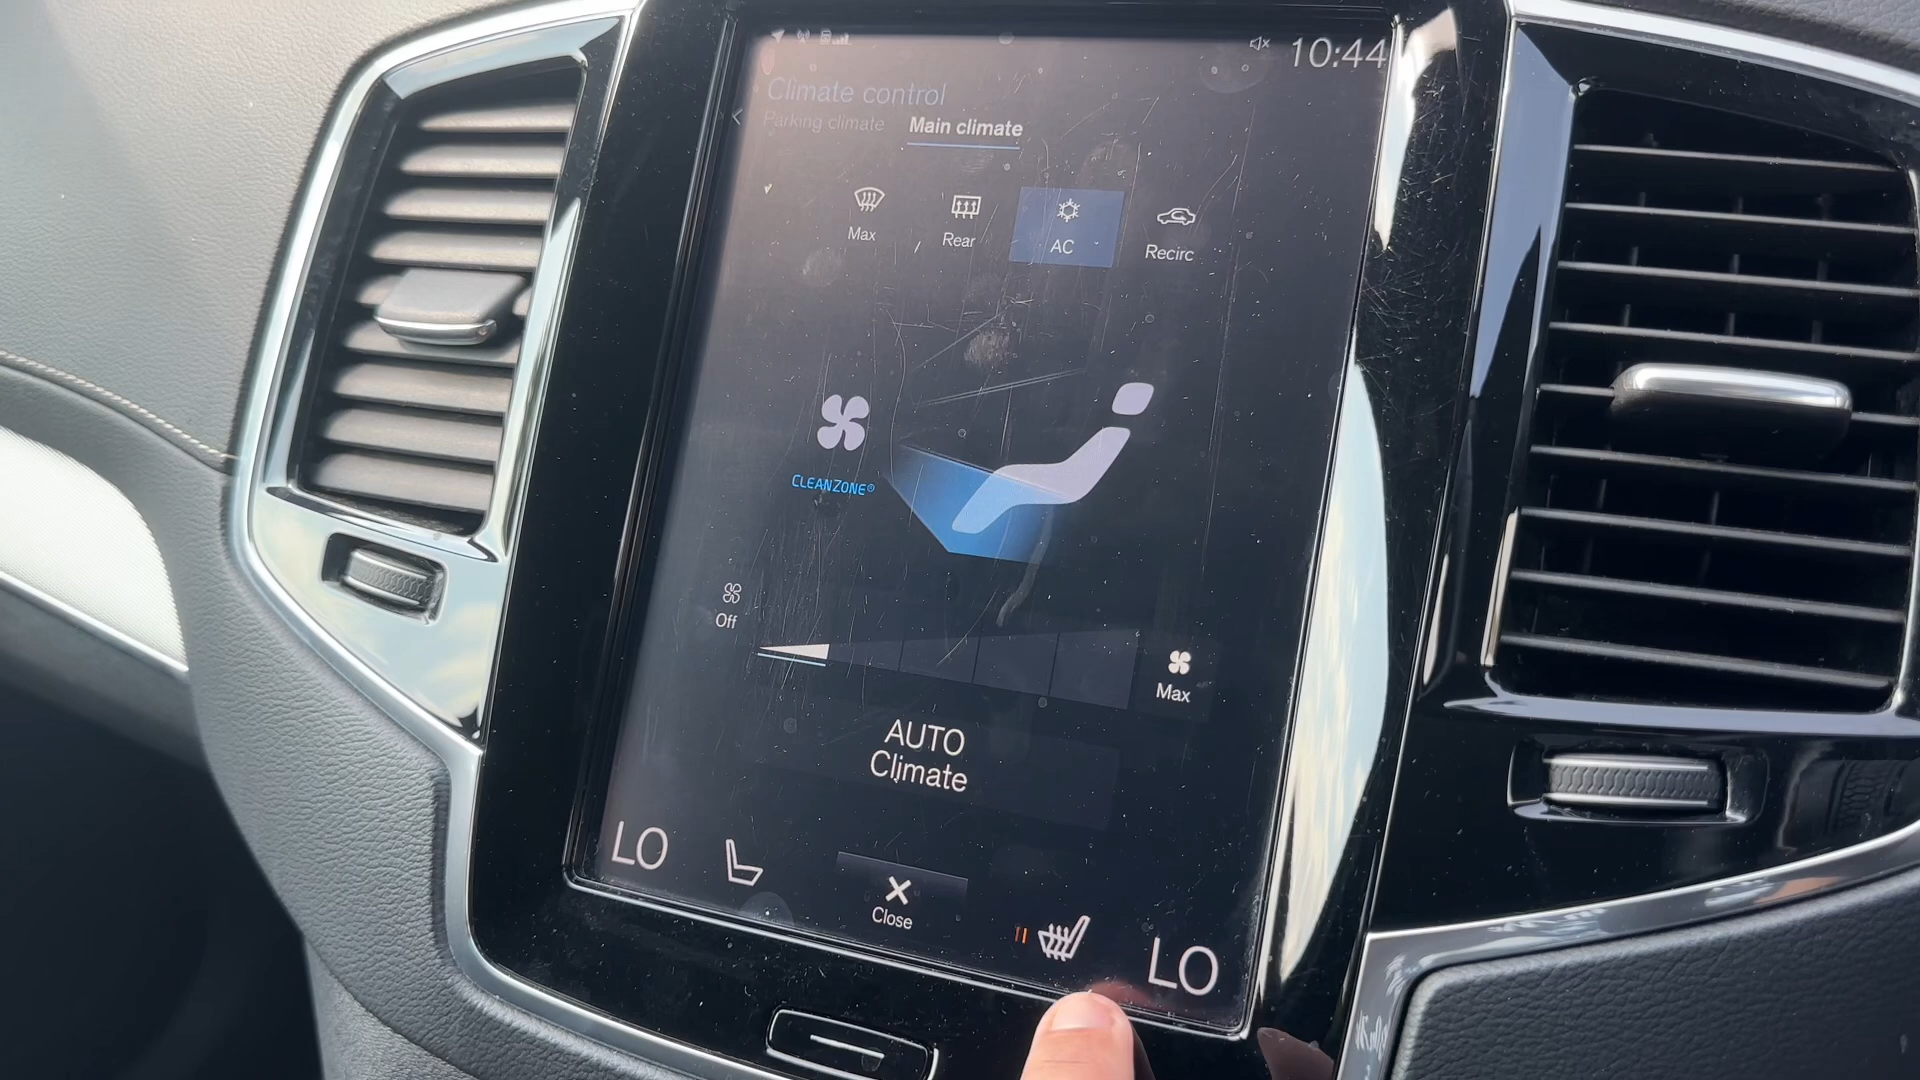 10:44
Climate control
Parking climate Main climate
Max Rear AC Recirc
CLEANZONE®
Off
Max
AUTO
Climate
LO
Close
LO